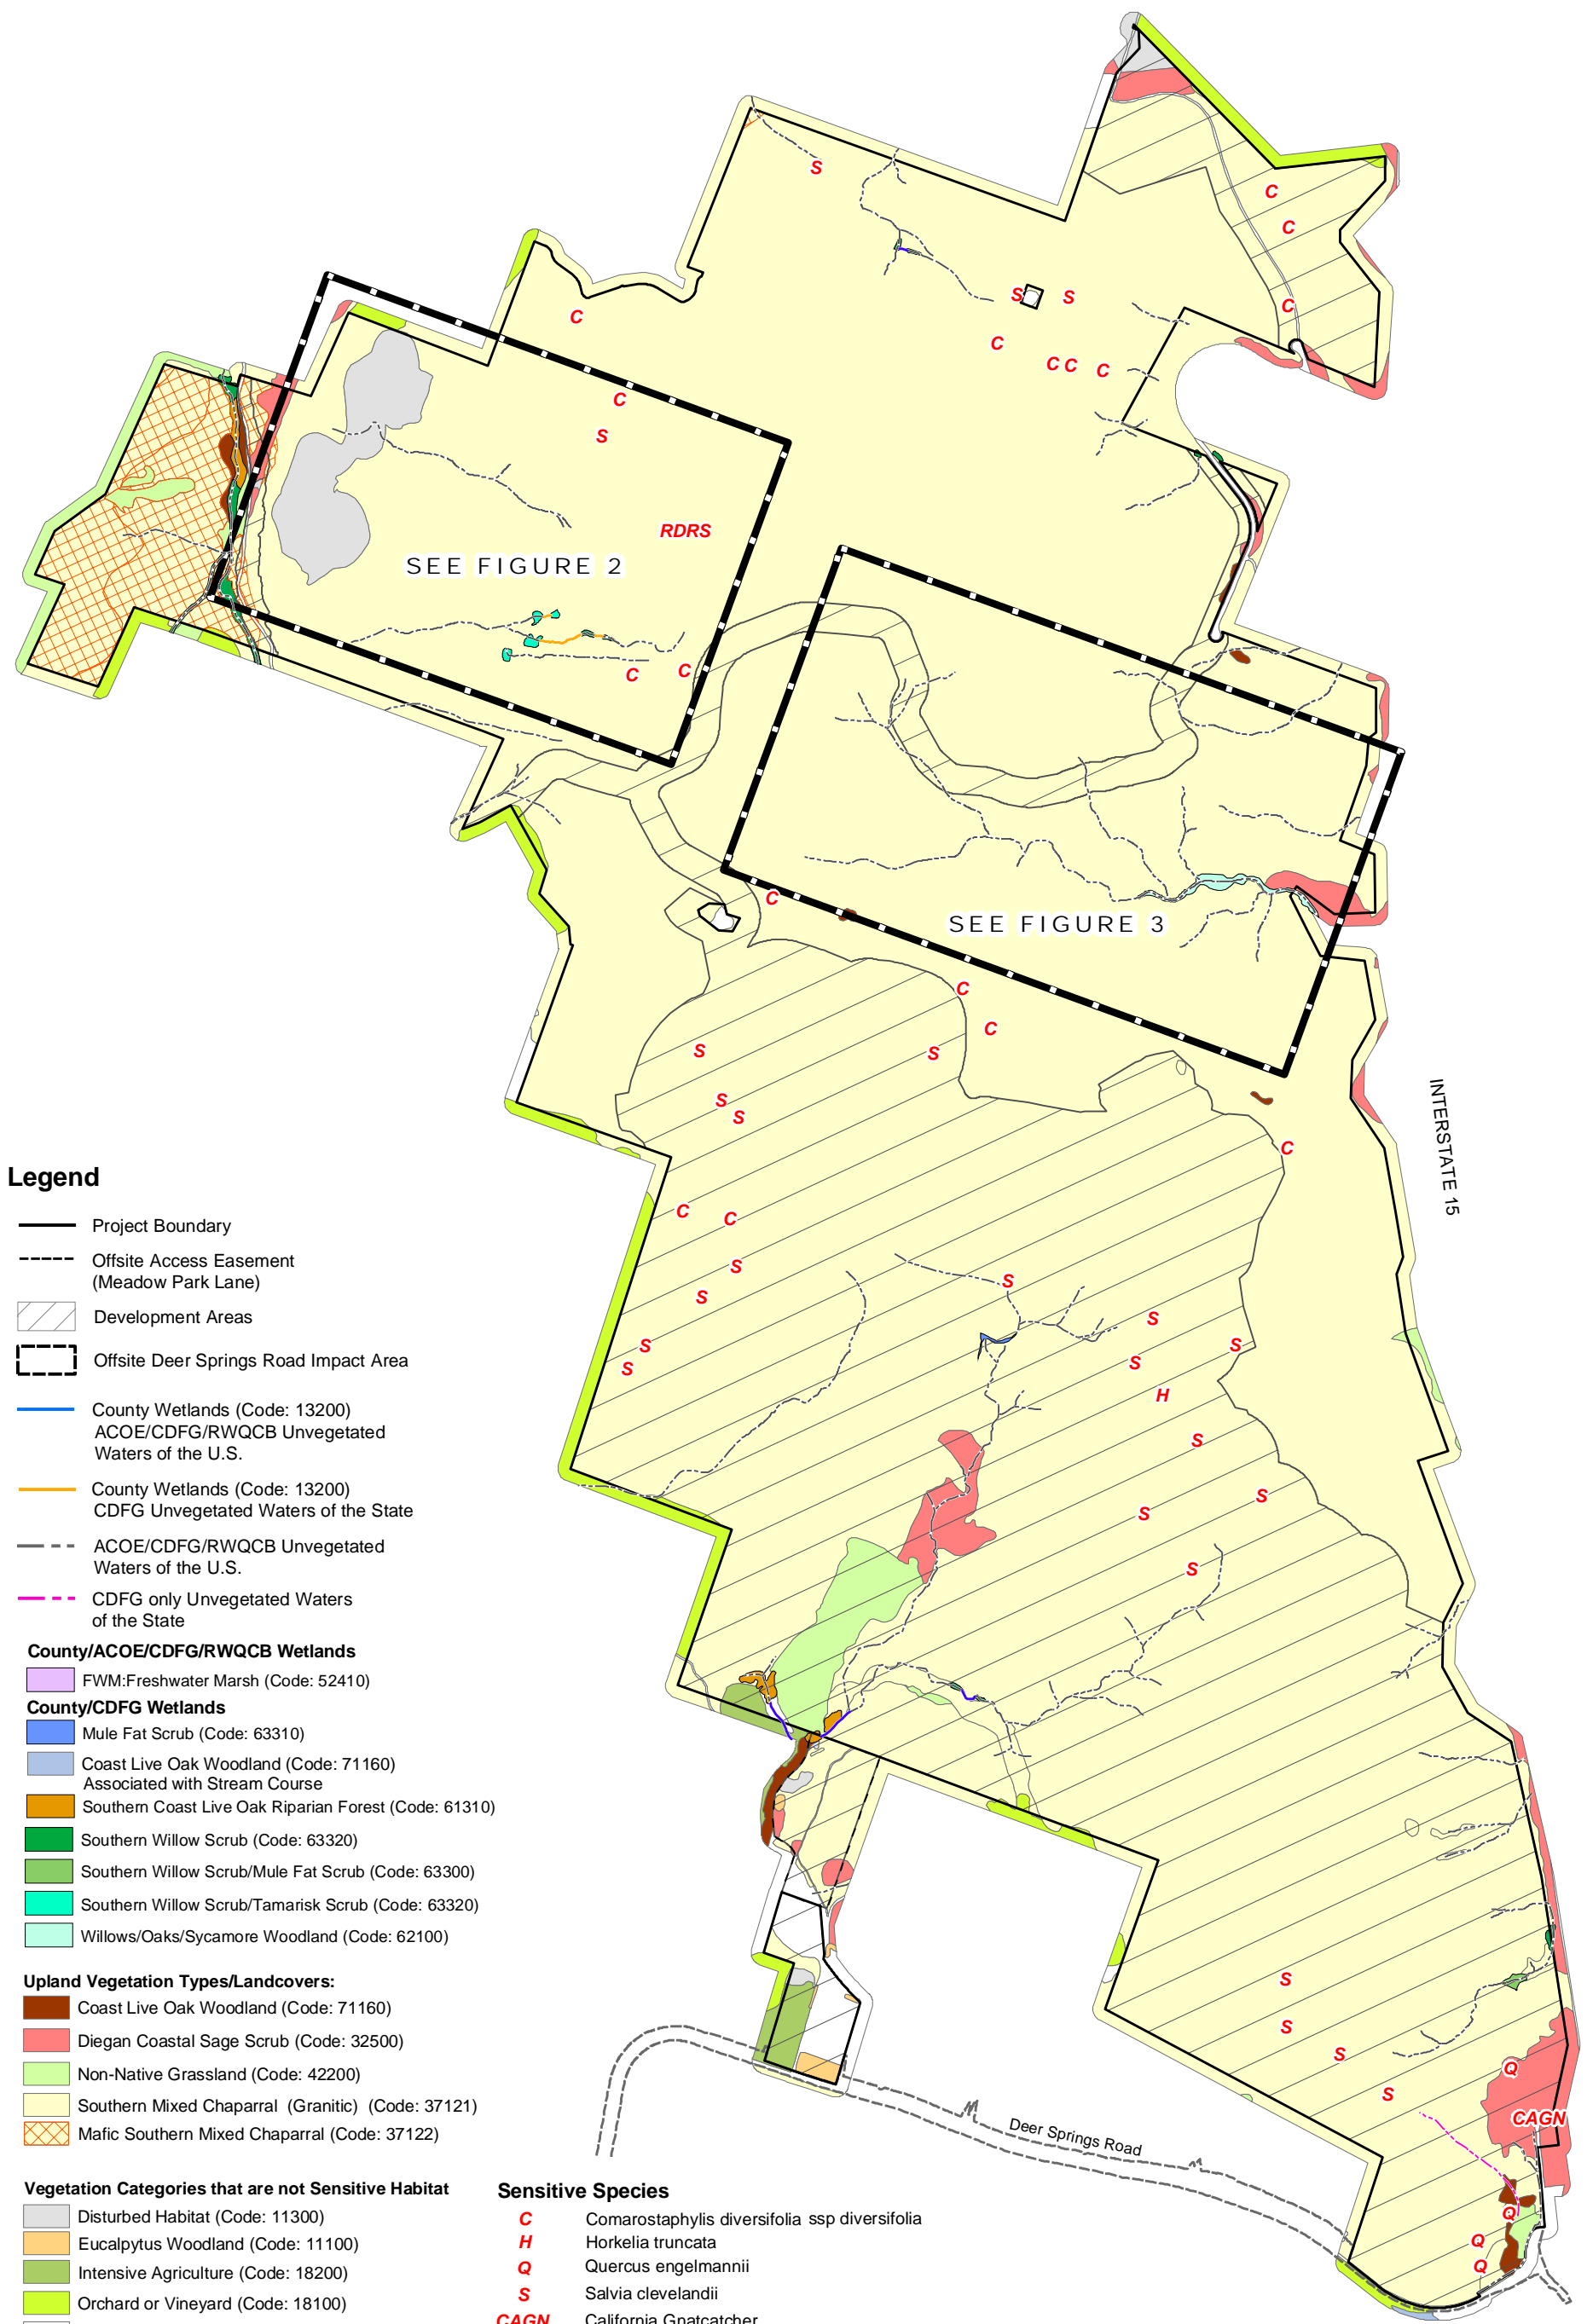 S
C
C
S
S
C
C
C
C C C
C
S
RDRS
SEE FIGURE 2
C
C
C
SEE FIGURE 3
C
C
S
S
S
S
INTERSTATE 15
C
Legend
C
C
Project Boundary
Offsite Access Easement
(Meadow Park Lane)
S
S
S
Development Areas
S
S
S
Offsite Deer Springs Road Impact Area
S
S
H
County Wetlands (Code: 13200)
ACOE/CDFG/RWQCB Unvegetated
Waters of the U.S.
S
County Wetlands (Code: 13200)
CDFG Unvegetated Waters of the State
S
S
ACOE/CDFG/RWQCB Unvegetated
Waters of the U.S.
S
CDFG only Unvegetated Waters
of the State
County/ACOE/CDFG/RWQCB Wetlands
FWM:Freshwater Marsh (Code: 52410)
County/CDFG Wetlands
Mule Fat Scrub (Code: 63310)
Coast Live Oak Woodland (Code: 71160)
Associated with Stream Course
Southern Coast Live Oak Riparian Forest (Code: 61310)
Southern Willow Scrub (Code: 63320)
Southern Willow Scrub/Mule Fat Scrub (Code: 63300)
Southern Willow Scrub/Tamarisk Scrub (Code: 63320)
Willows/Oaks/Sycamore Woodland (Code: 62100)
S
Upland Vegetation Types/Landcovers:
Coast Live Oak Woodland (Code: 71160)
S
Diegan Coastal Sage Scrub (Code: 32500)
S
Q
Non-Native Grassland (Code: 42200)
S
Southern Mixed Chaparral (Granitic) (Code: 37121)
CAGN
Mafic Southern Mixed Chaparral (Code: 37122)
Deer Springs Road
Vegetation Categories that are not Sensitive Habitat
Disturbed Habitat (Code: 11300)
Eucalpytus Woodland (Code: 11100)
Intensive Agriculture (Code: 18200)
Orchard or Vineyard (Code: 18100)
Q
Q
Q
Sensitive Species
C Comarostaphylis diversifolia ssp diversifolia
H Horkelia truncata
Q Quercus engelmannii
S Salvia clevelandii
CAGN California Gnatcatcher